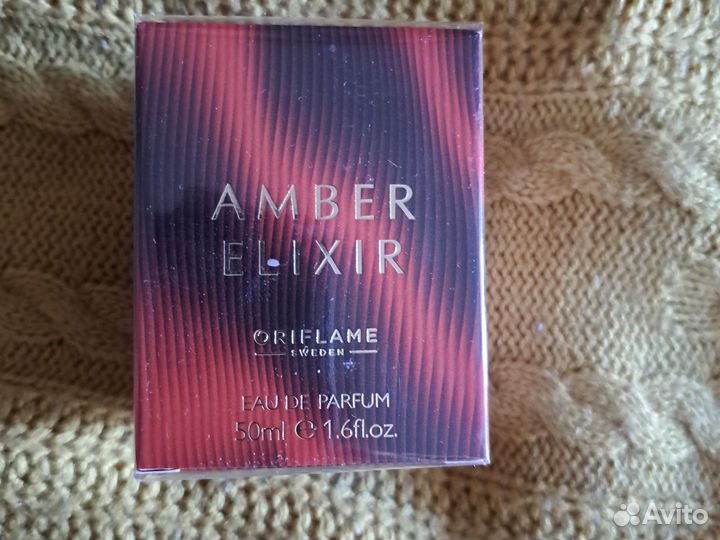 AMBER
ELIXIR
ORIFLAME
SWEDEN
EAU DE PARFUM
50ml ℮ 1.6fl.oz.
Avito